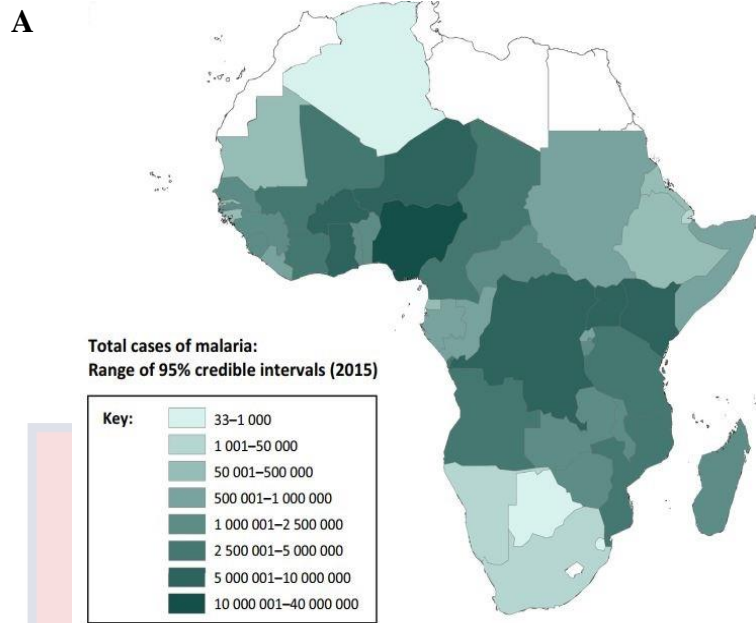 A
Total cases of malaria:
Range of 95% credible intervals (2015)
Key:
33–1 000
1 001–50 000
50 001–500 000
500 001–1 000 000
1 000 001–2 500 000
2 500 001–5 000 000
5 000 001–10 000 000
10 000 001–40 000 000